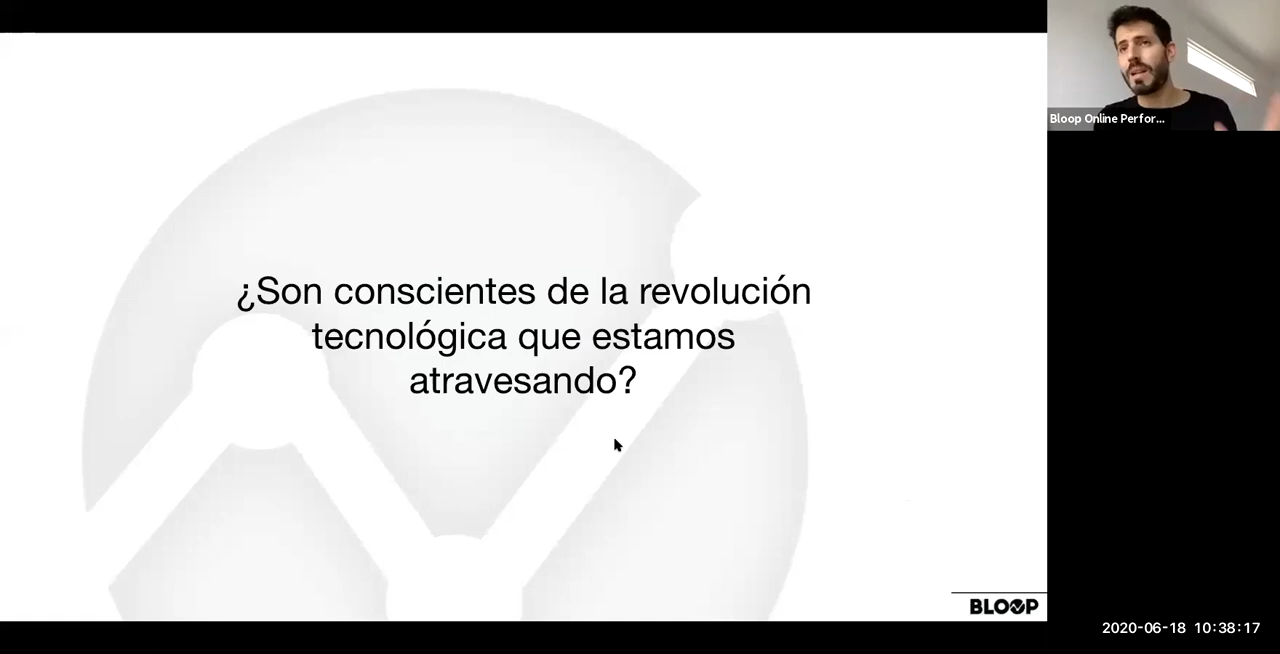 Bloop Online Perfor...
¿Son conscientes de la revolución
tecnológica que estamos
atravesando?
BLOOP
2020-06-18 10:38:17